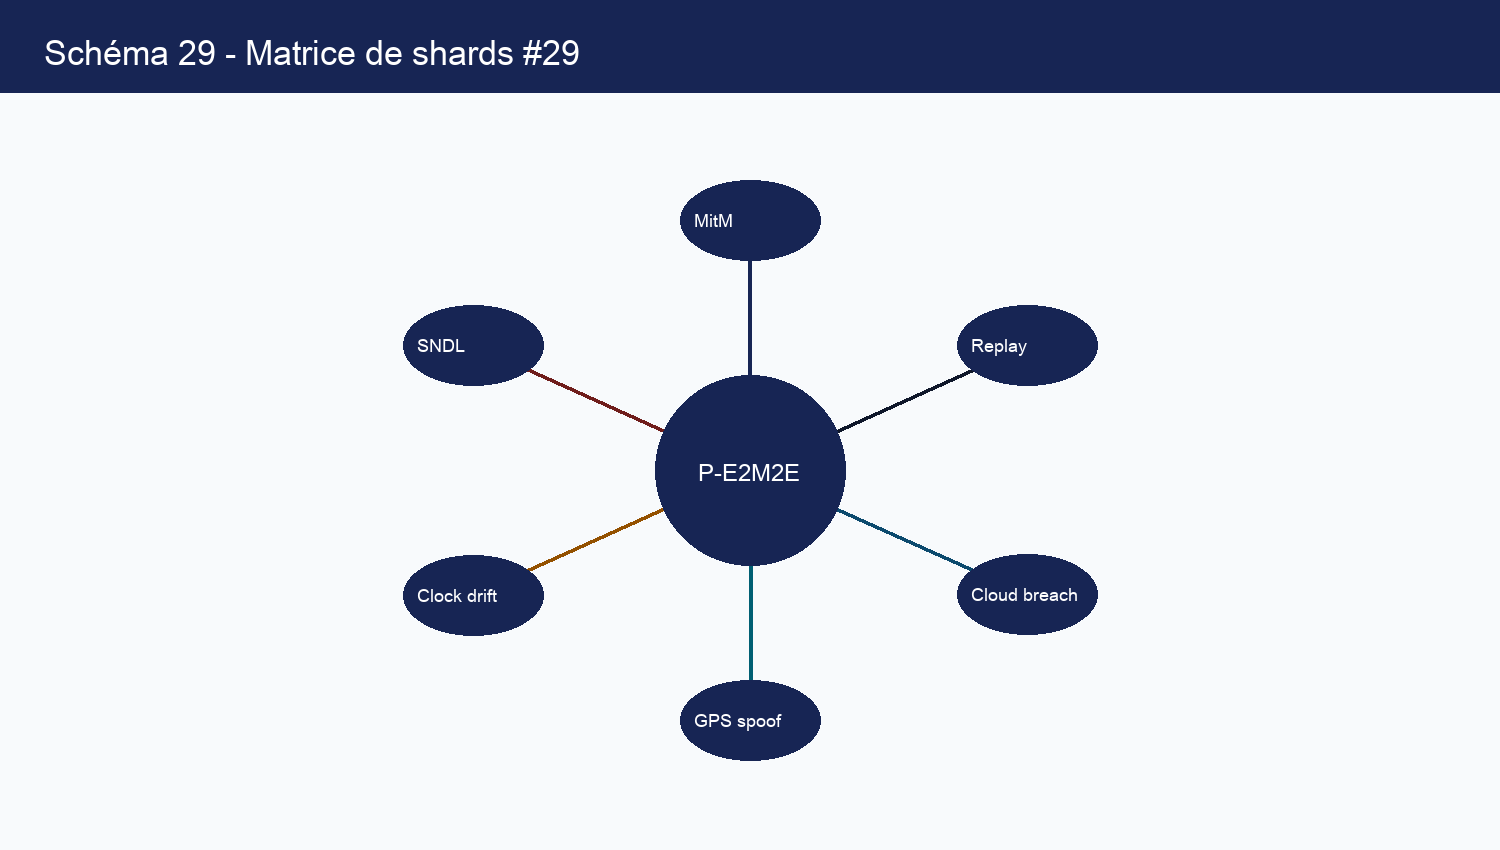 Schéma 29 - Matrice de shards #29
MitM
SNDL
Replay
P-E2M2E
Clock drift
Cloud breach
GPS spoof